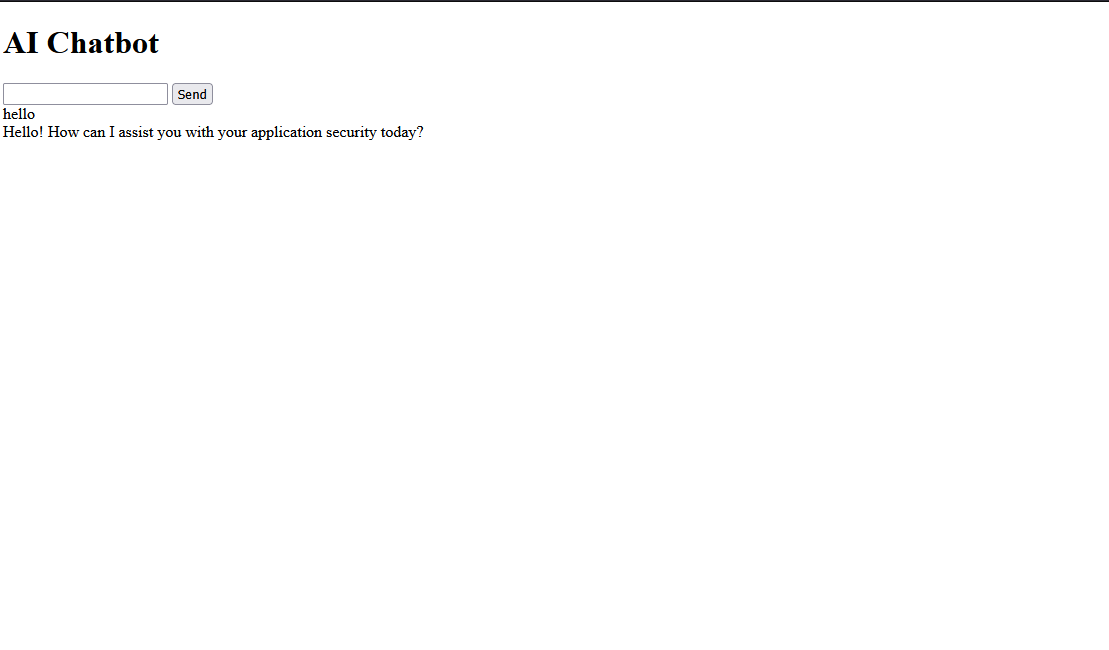 AI Chatbot
Send
hello
Hello! How can I assist you with your application security today?